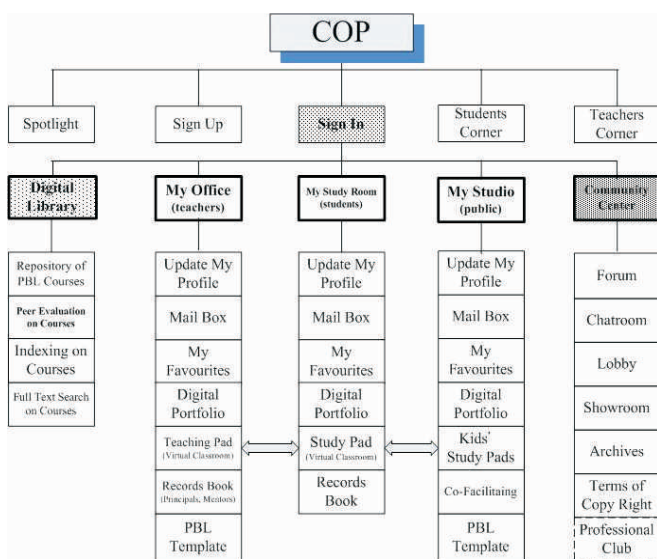 COP
Spotlight
Sign Up
Sign In
Students
Corner
Teachers
Corner
Digital
Library
My Office
(teachers)
My Study Room
(students)
My Studio
(public)
Community
Center
Repository of
PBL Courses
Peer Evaluation
on Courses
Indexing on
Courses
Full Text Search
on Courses
Update My
Profile
Mail Box
My
Favourites
Digital
Portfolio
Teaching Pad
(Virtual Classroom)
Records Book
(Principals, Mentors)
PBL
Template
Update My
Profile
Mail Box
My
Favourites
Digital
Portfolio
Study Pad
(Virtual Classroom)
Records
Book
Update My
Profile
Mail Box
My
Favourites
Digital
Portfolio
Kids'
Study Pads
Co-Facilitaing
PBL
Template
Forum
Chatroom
Lobby
Showroom
Archives
Terms of
Copy Right
Professional
Club